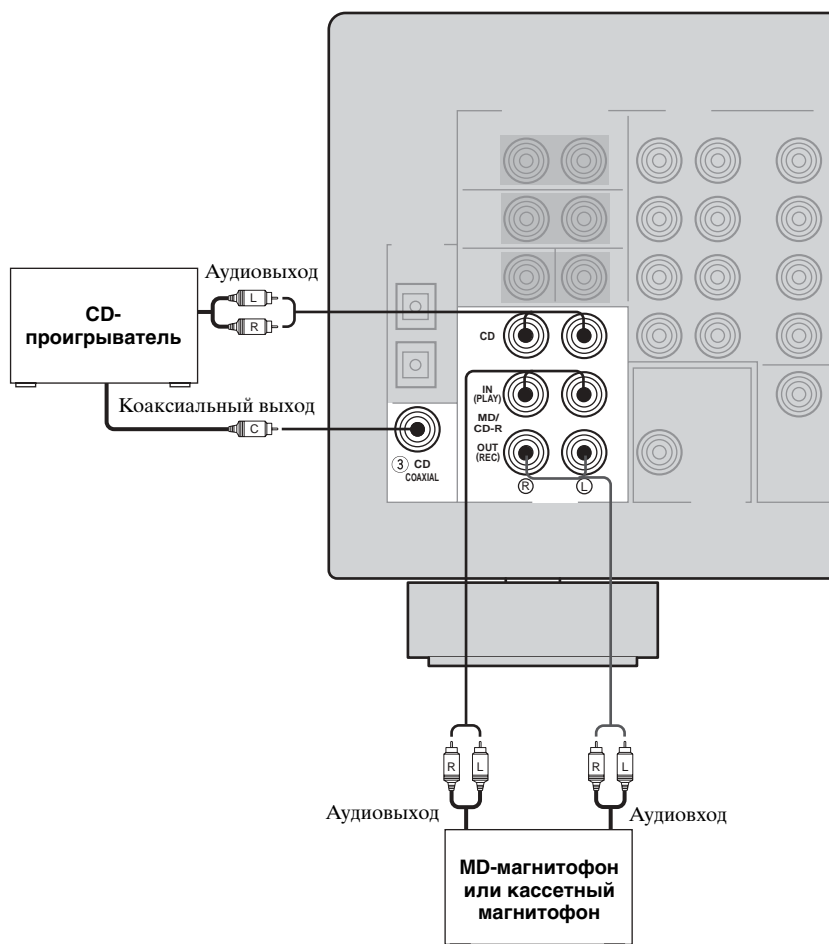 Аудиовыход
L
R
CD-
проигрыватель
CD
Коаксиальный выход
C
IN
(PLAY)
MD/
CD-R
OUT
(REC)
③ CD
COAXIAL
R L
R L
R L
Аудиовыход
Аудиовход
MD-магнитофон
или кассетный
магнитофон